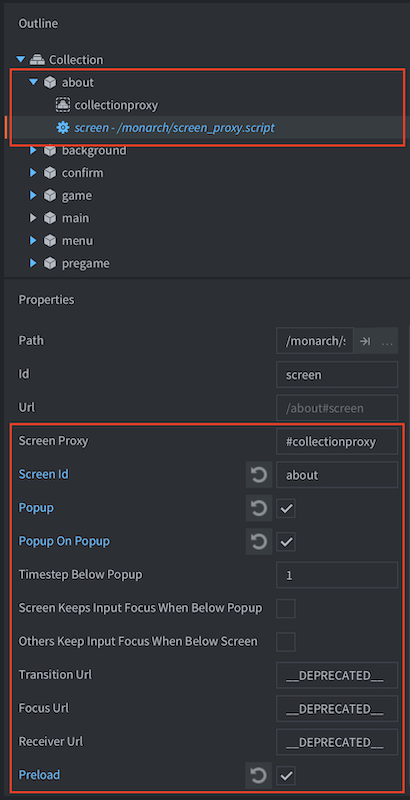 Outline
Collection
about
collectionproxy
screen - /monarch/screen_proxy.script
background
confirm
game
main
menu
pregame
Properties
Path /monarch/s ...
Id screen
Url /about#screen
Screen Proxy #collectionproxy
Screen Id about
Popup
Popup On Popup
Timestep Below Popup 1
Screen Keeps Input Focus When Below Popup
Others Keep Input Focus When Below Screen
Transition Url __DEPRECATED__
Focus Url __DEPRECATED__
Receiver Url __DEPRECATED__
Preload